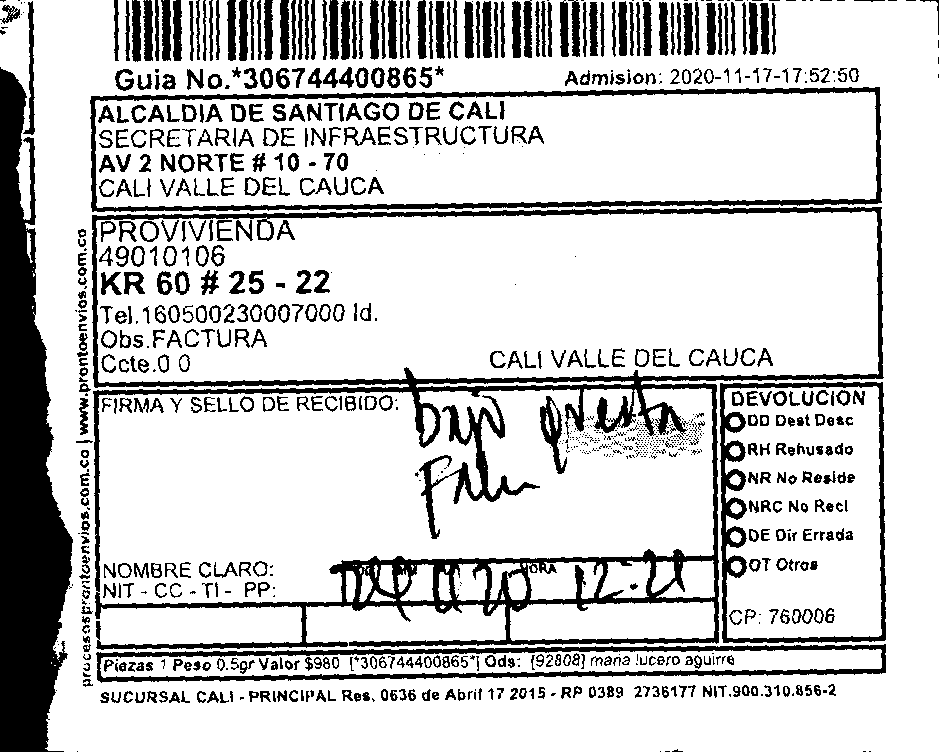 Guia No.*306744400865*
Admision: 2020-11-17-17:52:50
ALCALDIA DE SANTIAGO DE CALI
SECRETARIA DE INFRAESTRUCTURA
AV 2 NORTE # 10 - 70
CALI VALLE DEL CAUCA
PROVIVIENDA
49010106
KR 60 # 25 - 22
Tel.160500230007000 Id.
Obs.FACTURA
Ccte.0 0
CALI VALLE DEL CAUCA
procesosprontoenvios.com.co | www.prontoenvios.com.co
FIRMA Y SELLO DE RECIBIDO:
bajo puerta
NOMBRE CLARO:
NIT - CC - TI - PP:
HORA
12:21
DEVOLUCION
DD Dest Desc
RH Rehusado
NR No Reside
NRC No Recl
DE Dir Errada
OT Otros
CP: 760006
Piezas 1 Peso 0.5gr Valor $980 [*306744400865*] Ods: [92808] maria lucero aguirre
SUCURSAL CALI - PRINCIPAL Res. 0636 de Abril 17 2015 - RP 0389 2736177 NIT.900.310.856-2